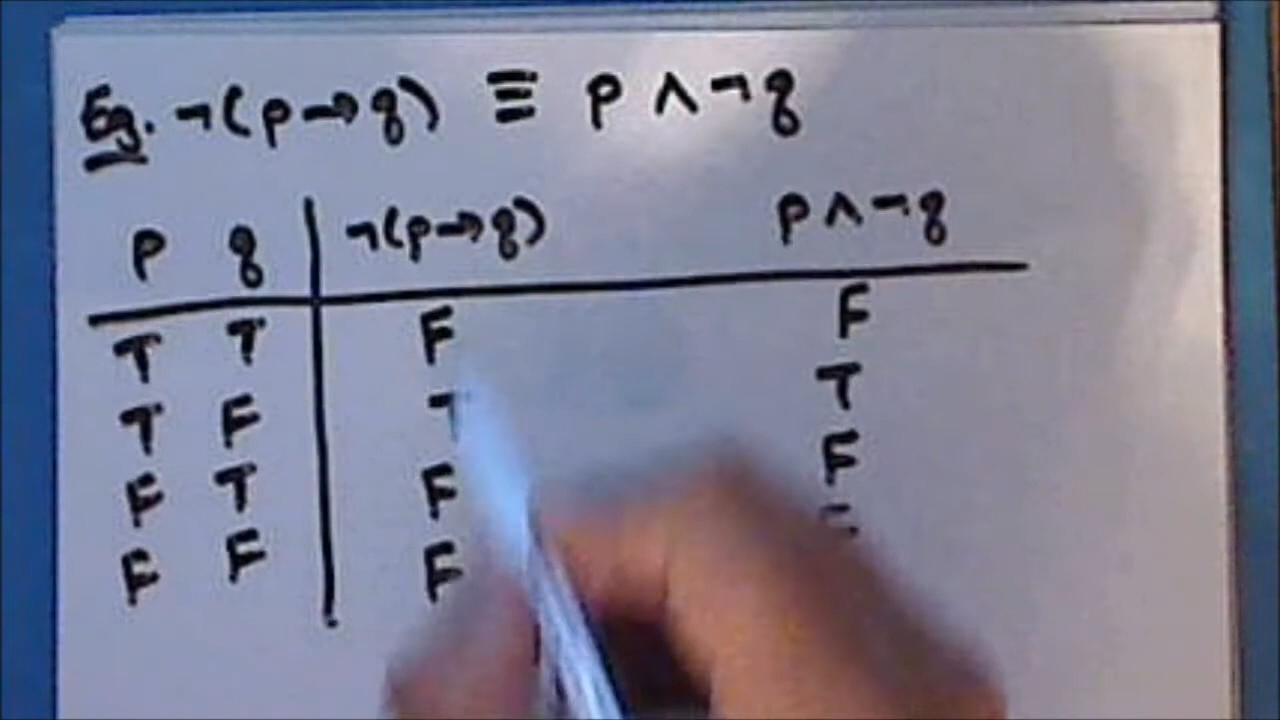 Eg. ¬(p→q) ≡ p ∧ ¬q
p q ¬(p→q) p ∧ ¬q
T T F F
T F T T
F T F F
F F F